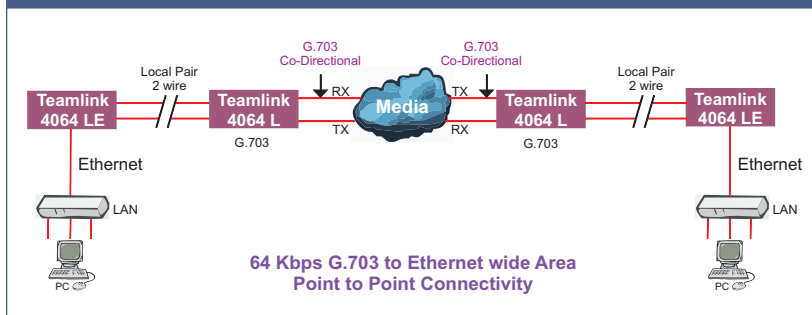 G.703
Co-Directional
G.703
Co-Directional
Local Pair
2 wire
Local Pair
2 wire
Teamlink
4064 LE
Teamlink
4064 L
RX
TX
Media
TX
RX
Teamlink
4064 L
Teamlink
4064 LE
G.703
G.703
Ethernet
Ethernet
LAN
LAN
PC
PC
64 Kbps G.703 to Ethernet wide Area
Point to Point Connectivity